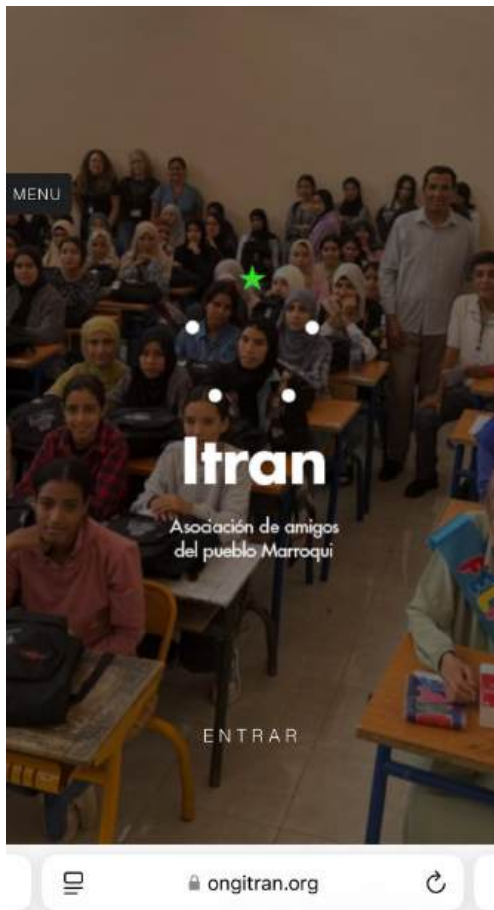 MENU
Itran
Asociación de amigos
del pueblo Marroqui
ENTRAR
ongitran.org